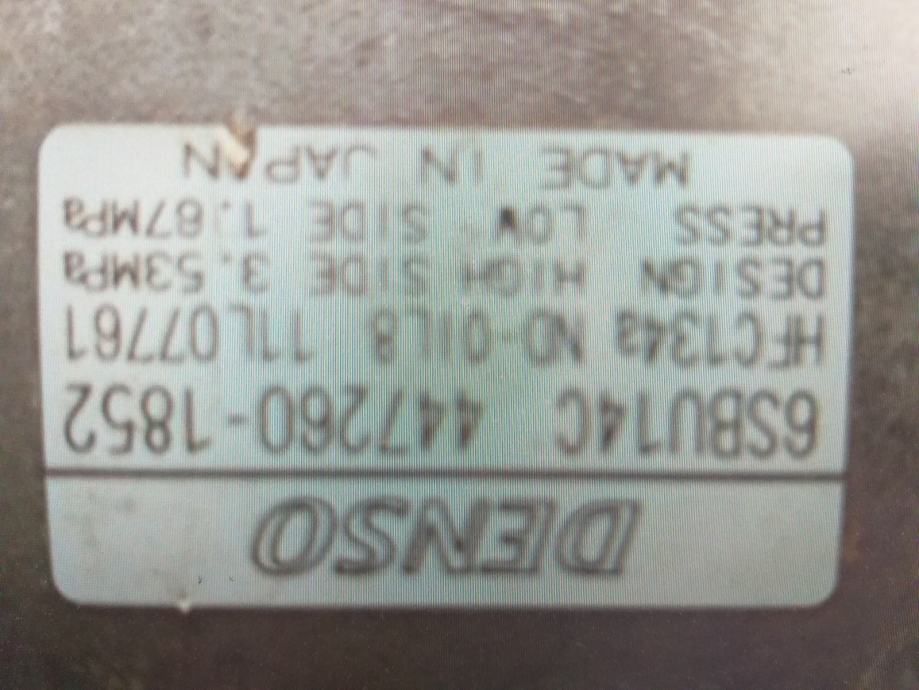 DENSO
6SBU14C 447260-1852
HFC134a ND-OIL8 11L07761
DESIGN HIGH SIDE 3.53MPa
PRESS LOW SIDE 1.67MPa
MADE IN JAPAN